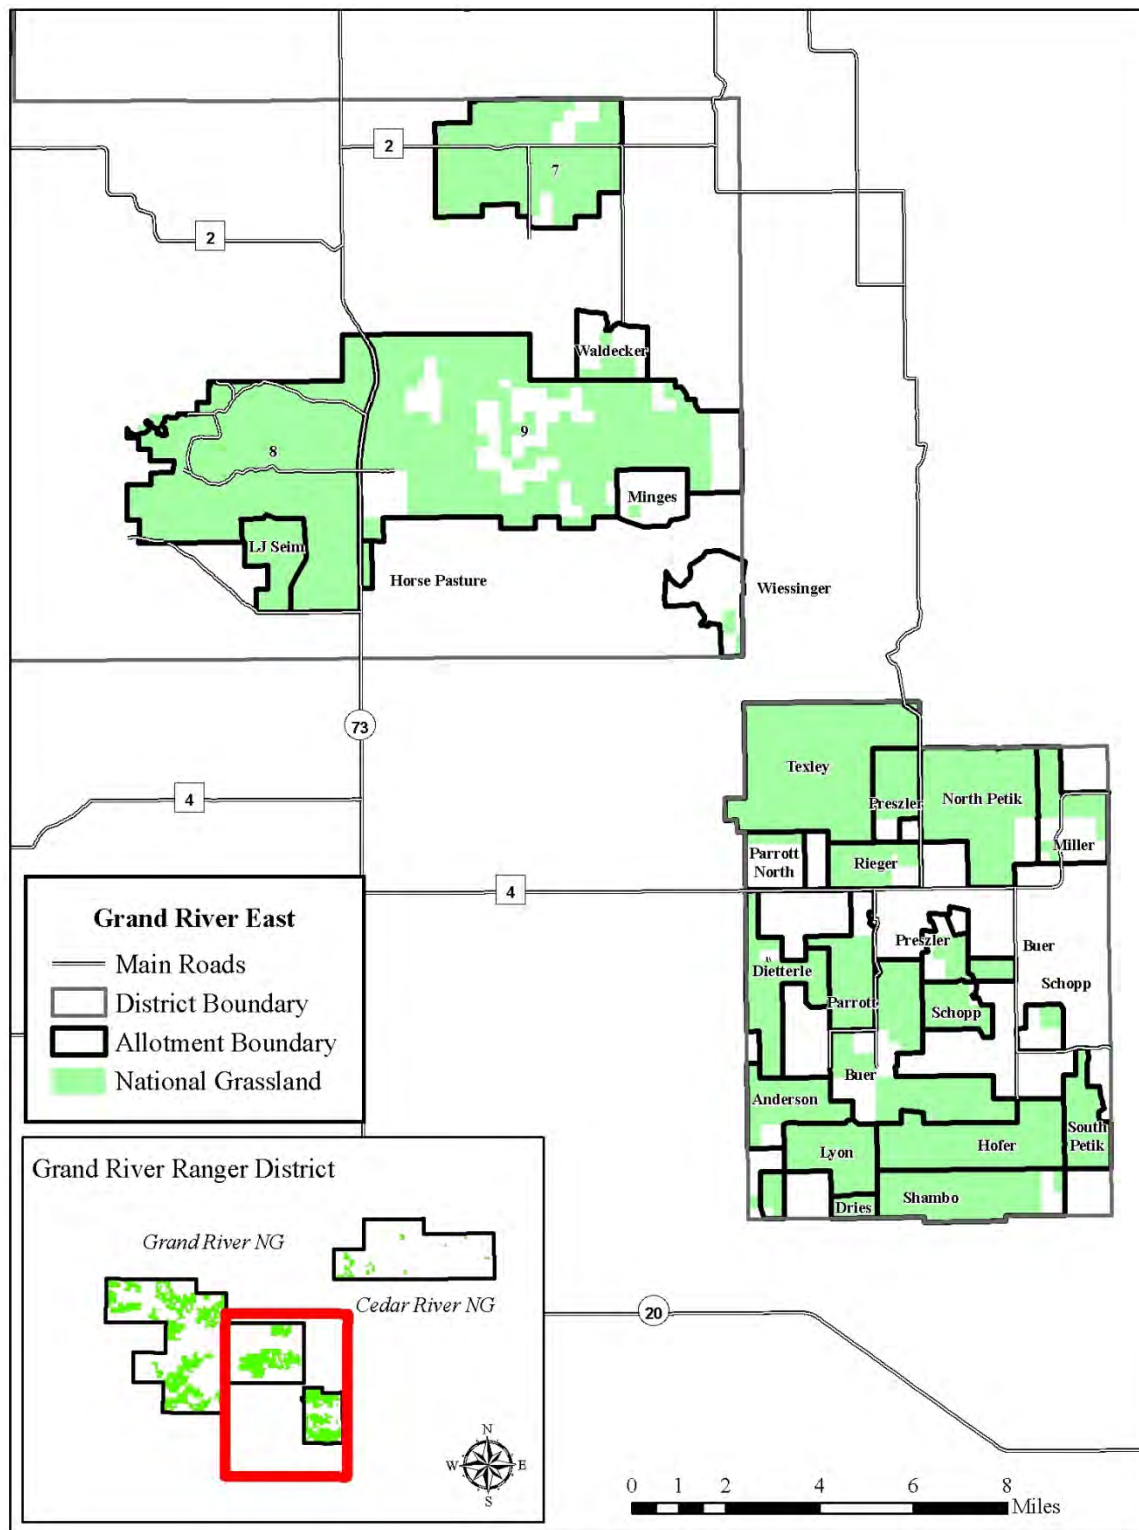 2
7
2
Waldecker
9
8
Minges
LJ Seim
Horse Pasture
Wiessinger
73
Texley
4
Preszler
North Petik
Parrott
North
Rieger
Miller
4
Preszler
Buer
Dietterle
Schopp
Parrott
Schopp
Buer
Anderson
South
Petik
Lyon
Hofer
Shambo
Dries
Grand River East
Main Roads
District Boundary
Allotment Boundary
National Grassland
Grand River Ranger District
Grand River NG
Cedar River NG
20
N
W E
S
0 1 2 4 6 8
Miles